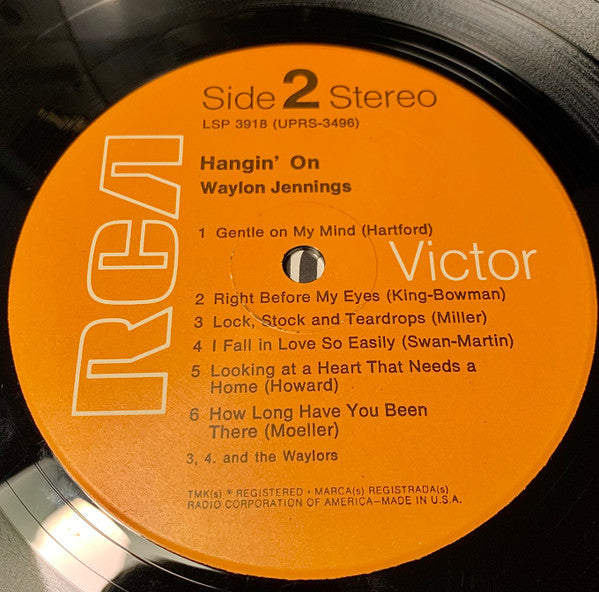 Side 2 Stereo
LSP 3918 (UPRS-3496)
Hangin' On
Waylon Jennings
RCA
Victor
1 Gentle on My Mind (Hartford)
2 Right Before My Eyes (King-Bowman)
3 Lock, Stock and Teardrops (Miller)
4 I Fall in Love So Easily (Swan-Martin)
5 Looking at a Heart That Needs a
Home (Howard)
6 How Long Have You Been
There (Moeller)
3, 4. and the Waylors
TMK(s) ® REGISTERED • MARCA(s) REGISTRADA(s)
RADIO CORPORATION OF AMERICA—MADE IN U.S.A.